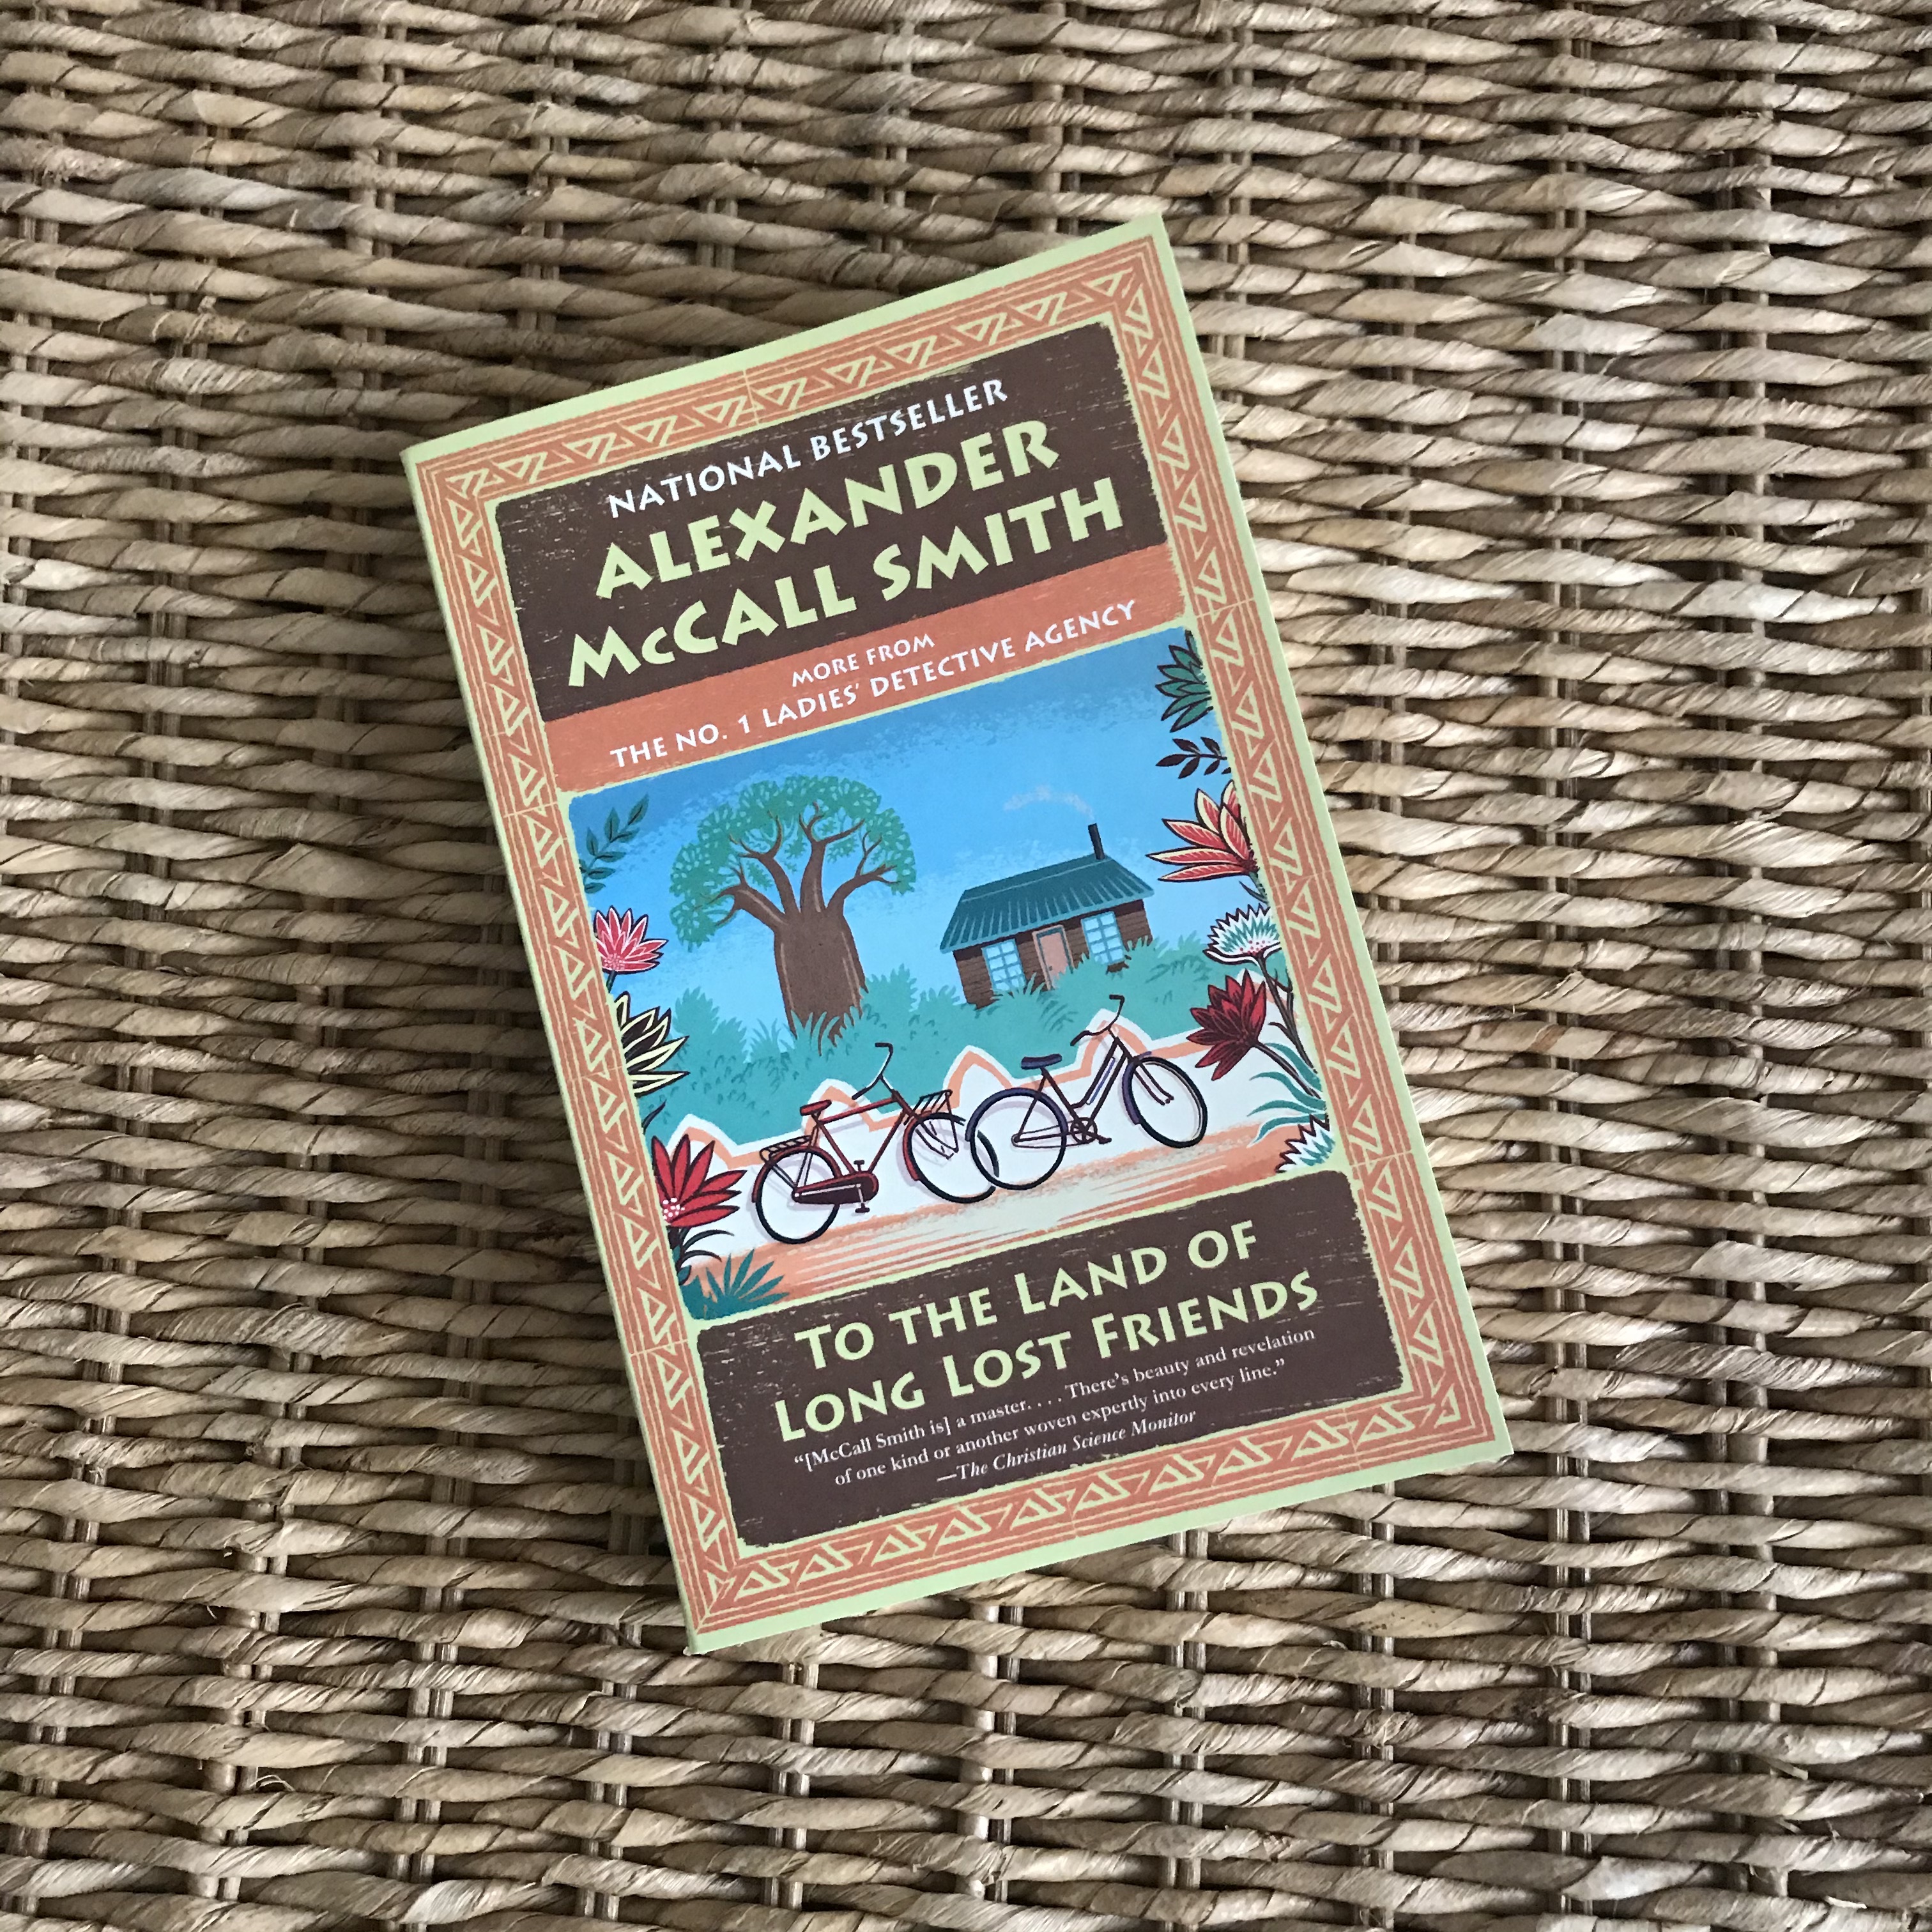 NATIONAL BESTSELLER
ALEXANDER
McCALL SMITH
MORE FROM
THE NO. 1 LADIES' DETECTIVE AGENCY
TO THE LAND OF
LONG LOST FRIENDS
“[McCall Smith is] a master. . . . There’s beauty and revelation
of one kind or another woven expertly into every line.”
—The Christian Science Monitor